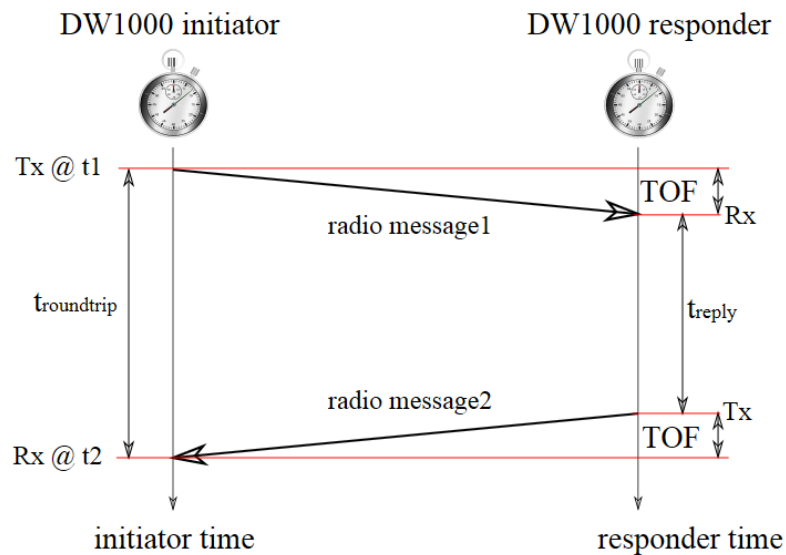 DW1000 initiator
DW1000 responder
Tx @ t1
TOF
Rx
radio message1
troundtrip
treply
radio message2
Tx
TOF
Rx @ t2
initiator time
responder time